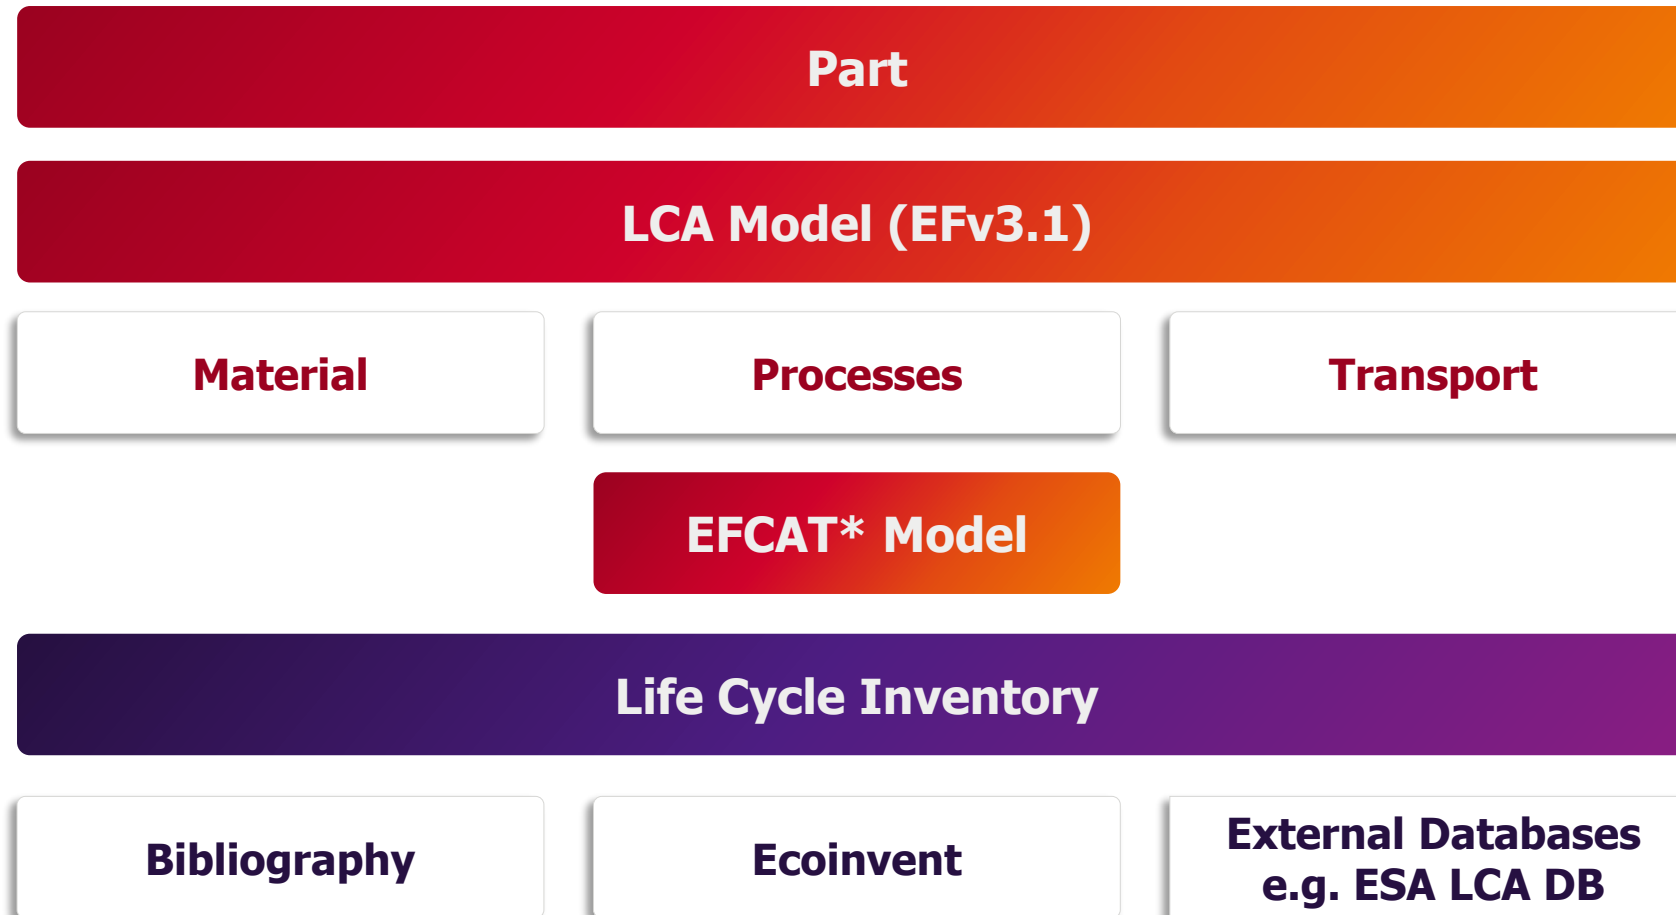 Part
LCA Model (EFv3.1)
Material
Processes
Transport
EFCAT* Model
Life Cycle Inventory
Bibliography
Ecoinvent
External Databases
e.g. ESA LCA DB